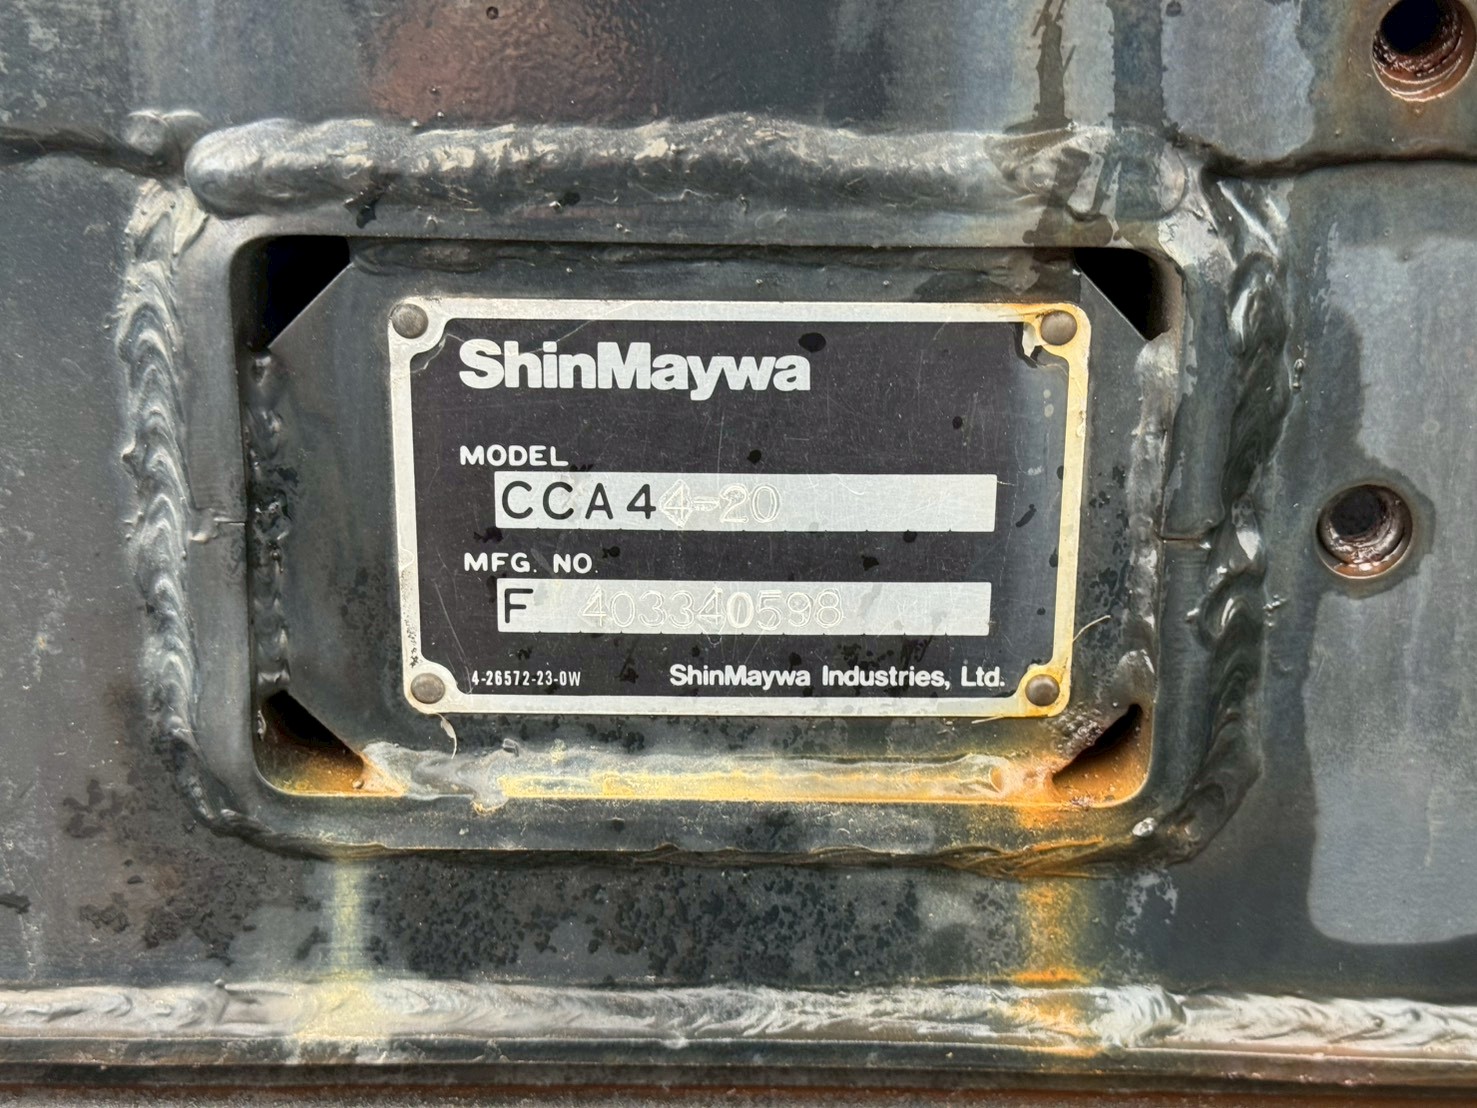 ShinMaywa
MODEL
CCA44-20
MFG. NO.
F 403340598
4-26572-23-0W
ShinMaywa Industries, Ltd.